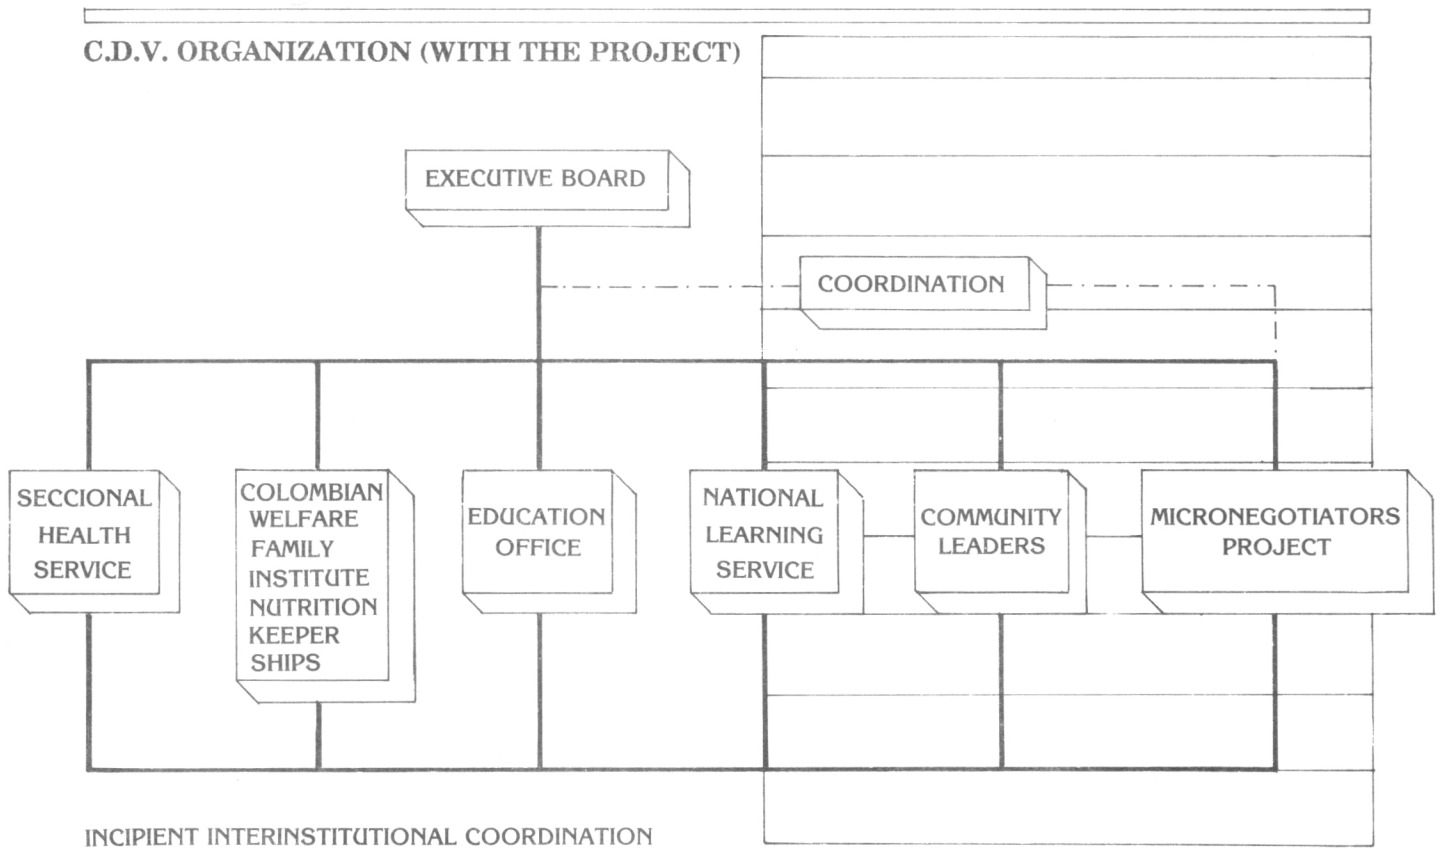 C.D.V. ORGANIZATION (WITH THE PROJECT)
EXECUTIVE BOARD
COORDINATION
SECCIONAL
HEALTH
SERVICE
COLOMBIAN
WELFARE
FAMILY
INSTITUTE
NUTRITION
KEEPER
SHIPS
EDUCATION
OFFICE
NATIONAL
LEARNING
SERVICE
COMMUNITY
LEADERS
MICRONEGOTIATORS
PROJECT
INCIPIENT INTERINSTITUTIONAL COORDINATION